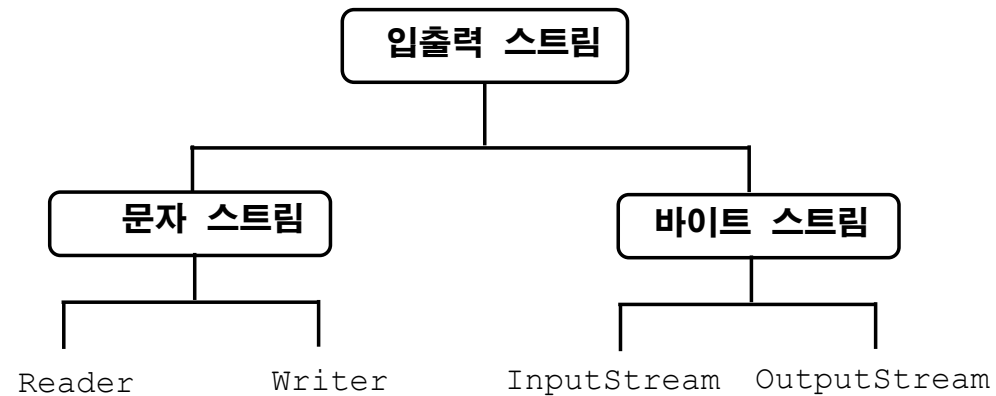 입출력 스트림
문자 스트림
바이트 스트림
Reader
Writer
InputStream
OutputStream